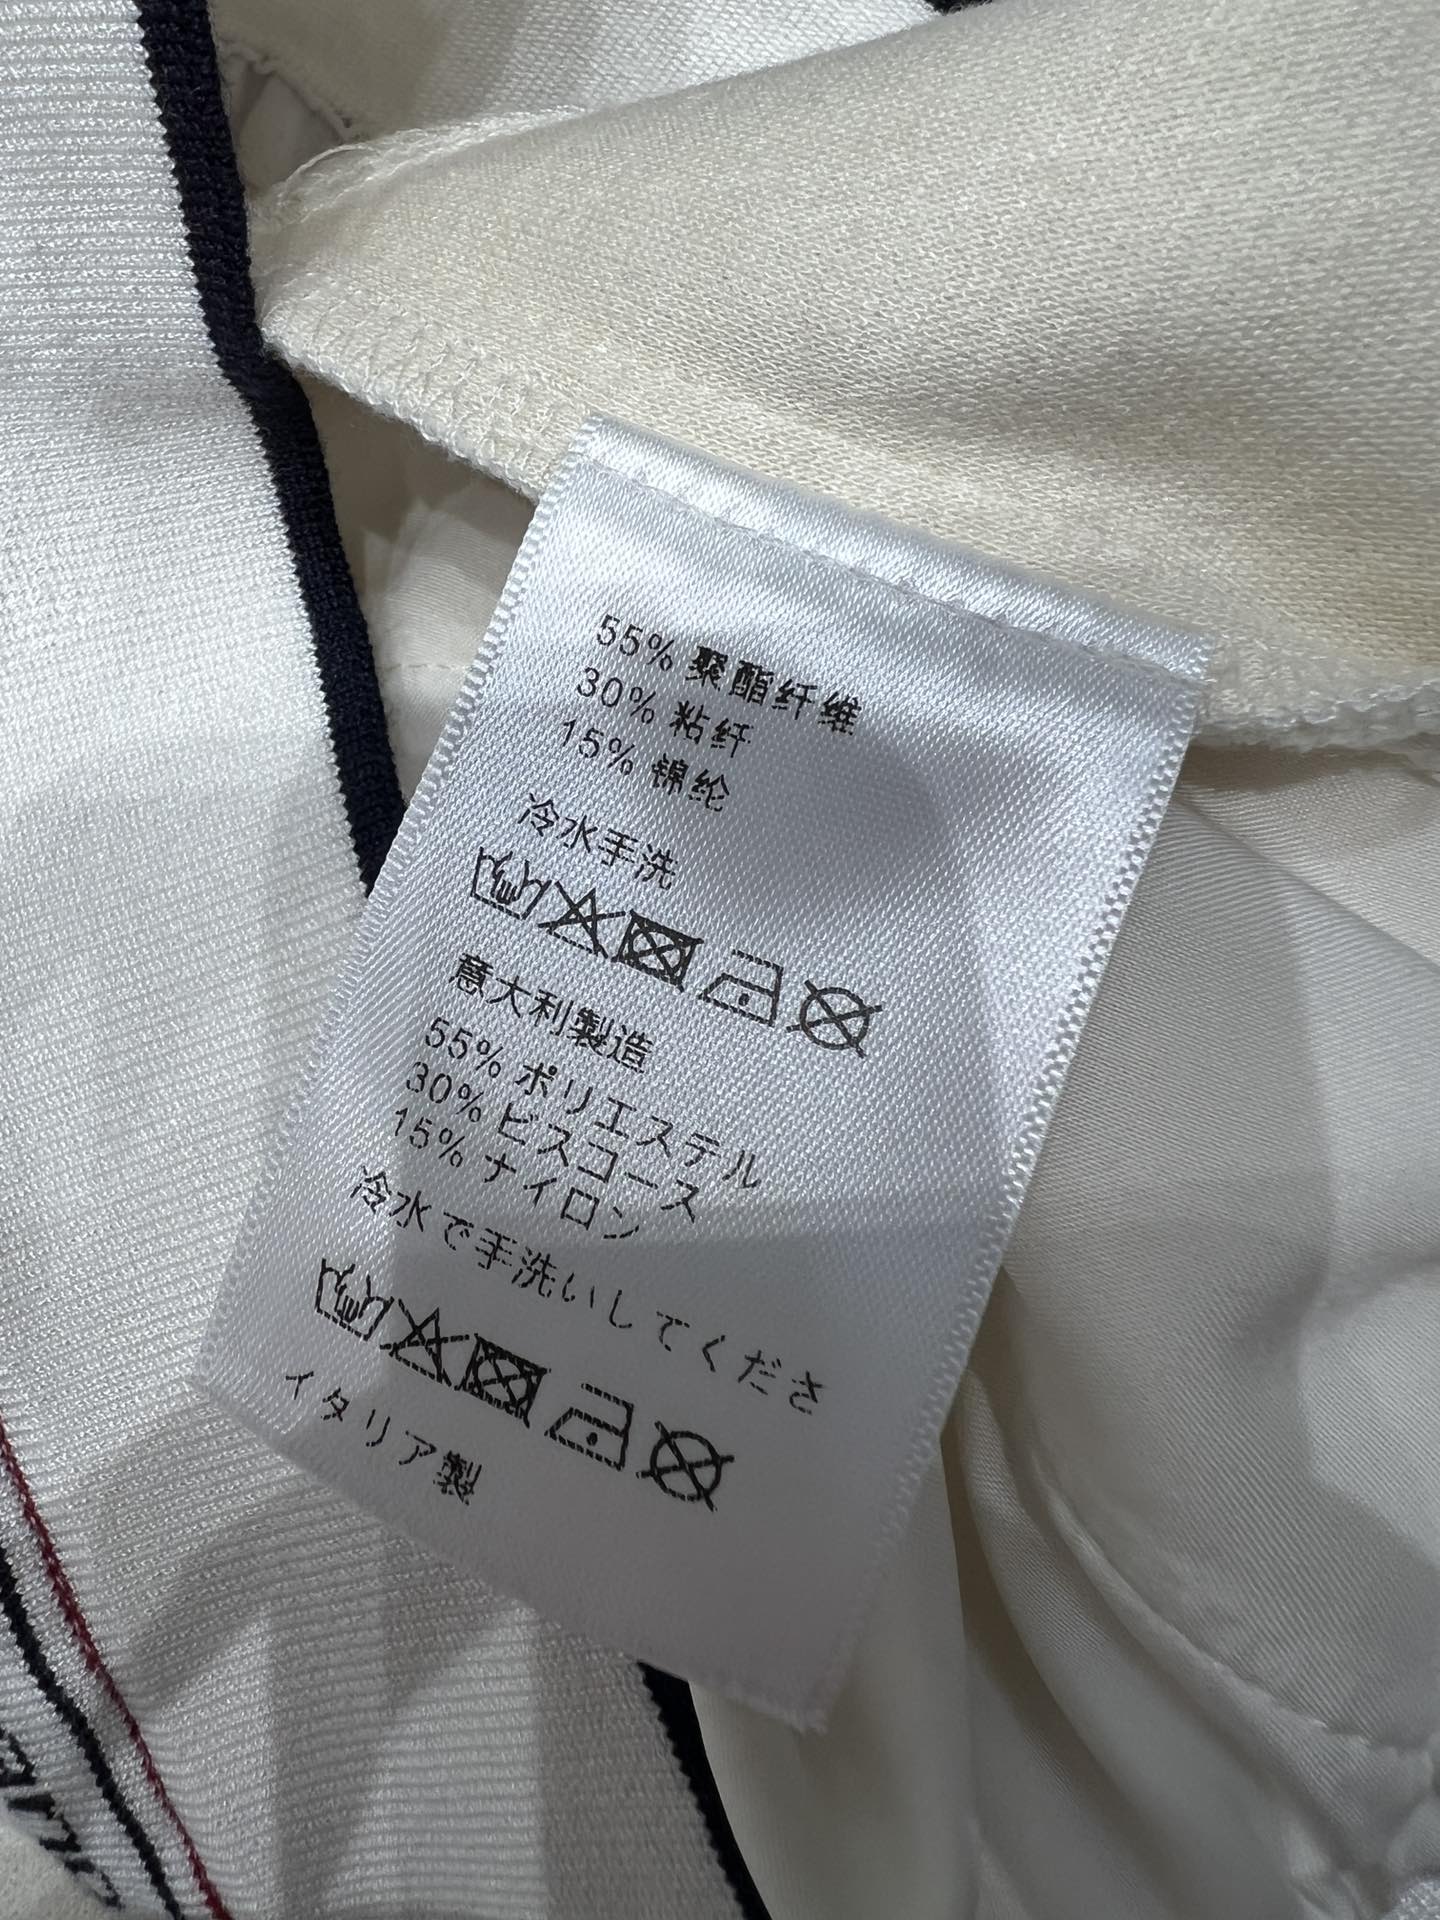 55% 聚酯纤维
30% 粘纤
15% 锦纶
冷水手洗
意大利製造
55% ポリエステル
30% ビスコース
15% ナイロン
冷水で手洗いしてくださ
イタリア製